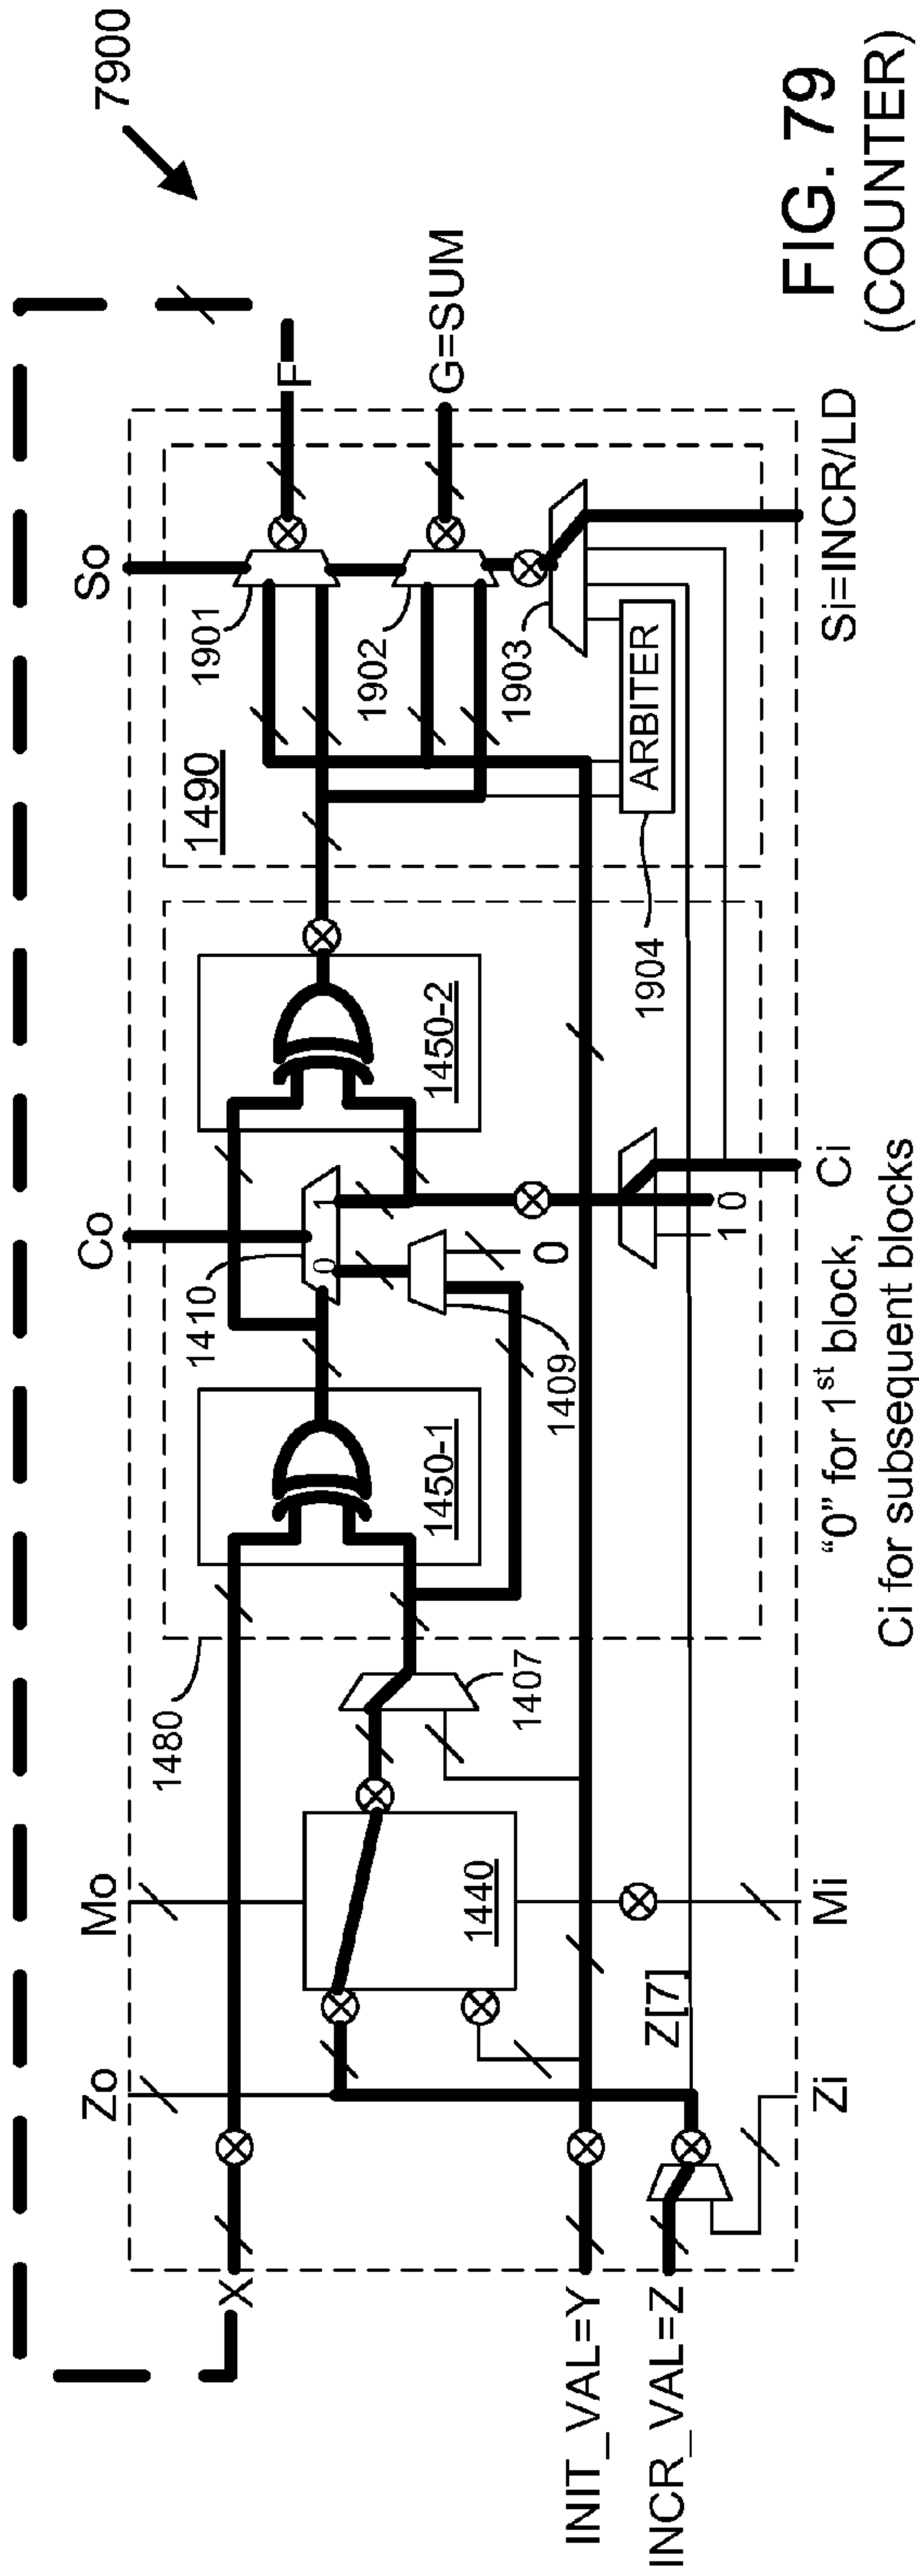 7900
So
Co
Mo
Zo
1901
F
1490
1902
G=SUM
1903
ARBITER
1904
1450-2
1410
0
1
1450-1
1409
0
1480
1407
1440
X
INIT_VAL=Y
INCR_VAL=Z
Z[7]
1 0
Zi
Mi
Ci
Si=INCR/LD
“0” for 1st block,
Ci for subsequent blocks
FIG. 79
(COUNTER)